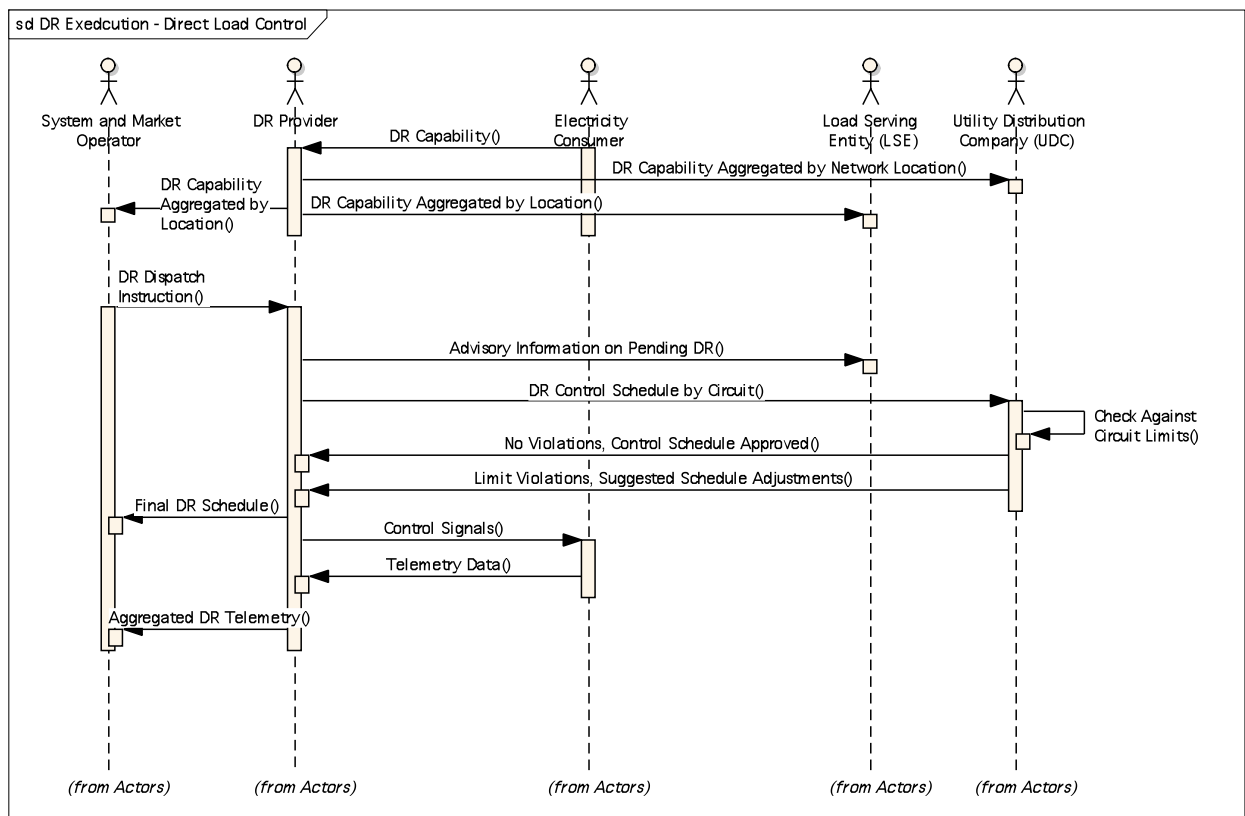 sd DR Exedcution - Direct Load Control
System and Market
Operator
DR Provider
Electricity
Consumer
Load Serving
Entity (LSE)
Utility Distribution
Company (UDC)
DR Capability()
DR Capability Aggregated by Network Location()
DR Capability
Aggregated by
Location()
DR Capability Aggregated by Location()
DR Dispatch
Instruction()
Advisory Information on Pending DR()
DR Control Schedule by Circuit()
Check Against
Circuit Limits()
No Violations, Control Schedule Approved()
Limit Violations, Suggested Schedule Adjustments()
Final DR Schedule()
Control Signals()
Telemetry Data()
Aggregated DR Telemetry()
(from Actors)
(from Actors)
(from Actors)
(from Actors)
(from Actors)